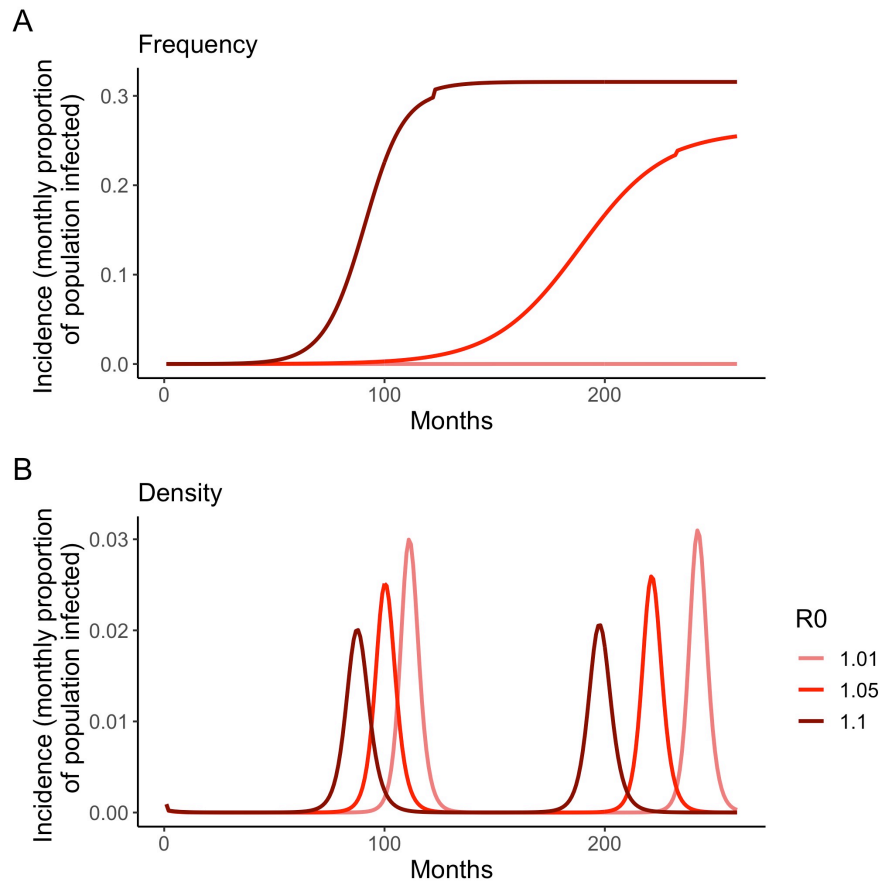 A
Frequency
Incidence (monthly proportion
of population infected)
0.3
0.2
0.1
0.0
0
100
200
Months
B
Density
Incidence (monthly proportion
of population infected)
0.03
0.02
0.01
0.00
0
100
200
Months
R0
1.01
1.05
1.1